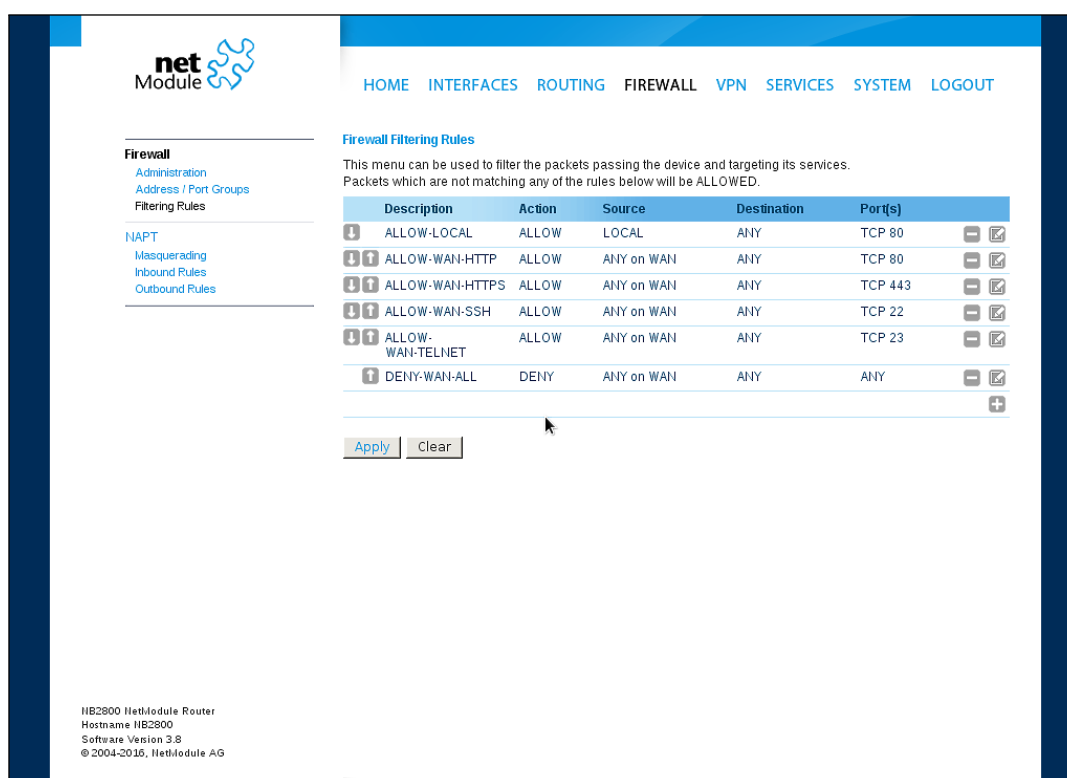 net
Module
HOME INTERFACES ROUTING FIREWALL VPN SERVICES SYSTEM LOGOUT
Firewall
Administration
Address / Port Groups
Filtering Rules
NAPT
Masquerading
Inbound Rules
Outbound Rules
Firewall Filtering Rules
This menu can be used to filter the packets passing the device and targeting its services.
Packets which are not matching any of the rules below will be ALLOWED.
Description Action Source Destination Port(s)
ALLOW-LOCAL ALLOW LOCAL ANY TCP 80
ALLOW-WAN-HTTP ALLOW ANY on WAN ANY TCP 80
ALLOW-WAN-HTTPS ALLOW ANY on WAN ANY TCP 443
ALLOW-WAN-SSH ALLOW ANY on WAN ANY TCP 22
ALLOW- ALLOW ANY on WAN ANY TCP 23
WAN-TELNET
DENY-WAN-ALL DENY ANY on WAN ANY ANY
Apply Clear
NB2800 NetModule Router
Hostname NB2800
Software Version 3.8
© 2004-2016, NetModule AG